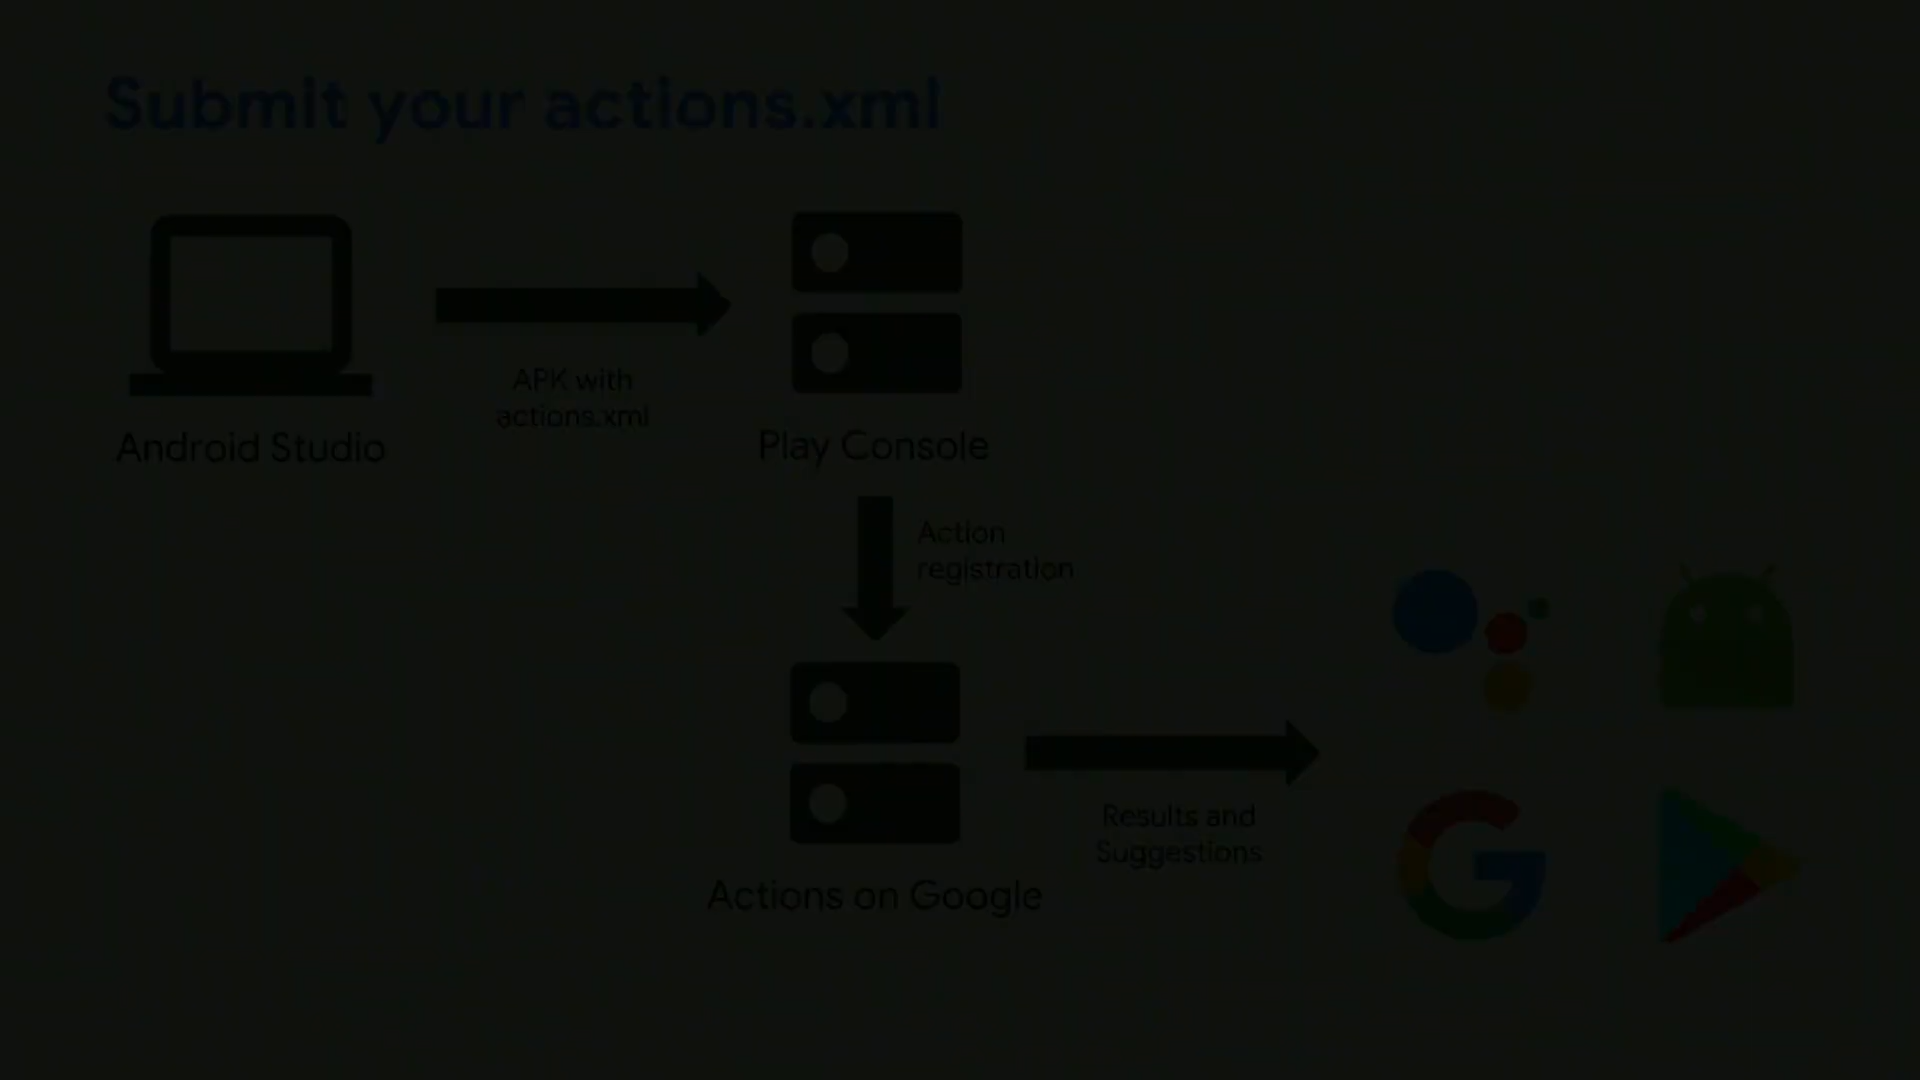 Submit your actions.xml
APK with
actions.xml
Android Studio
Play Console
Action
registration
Results and
Suggestions
Actions on Google